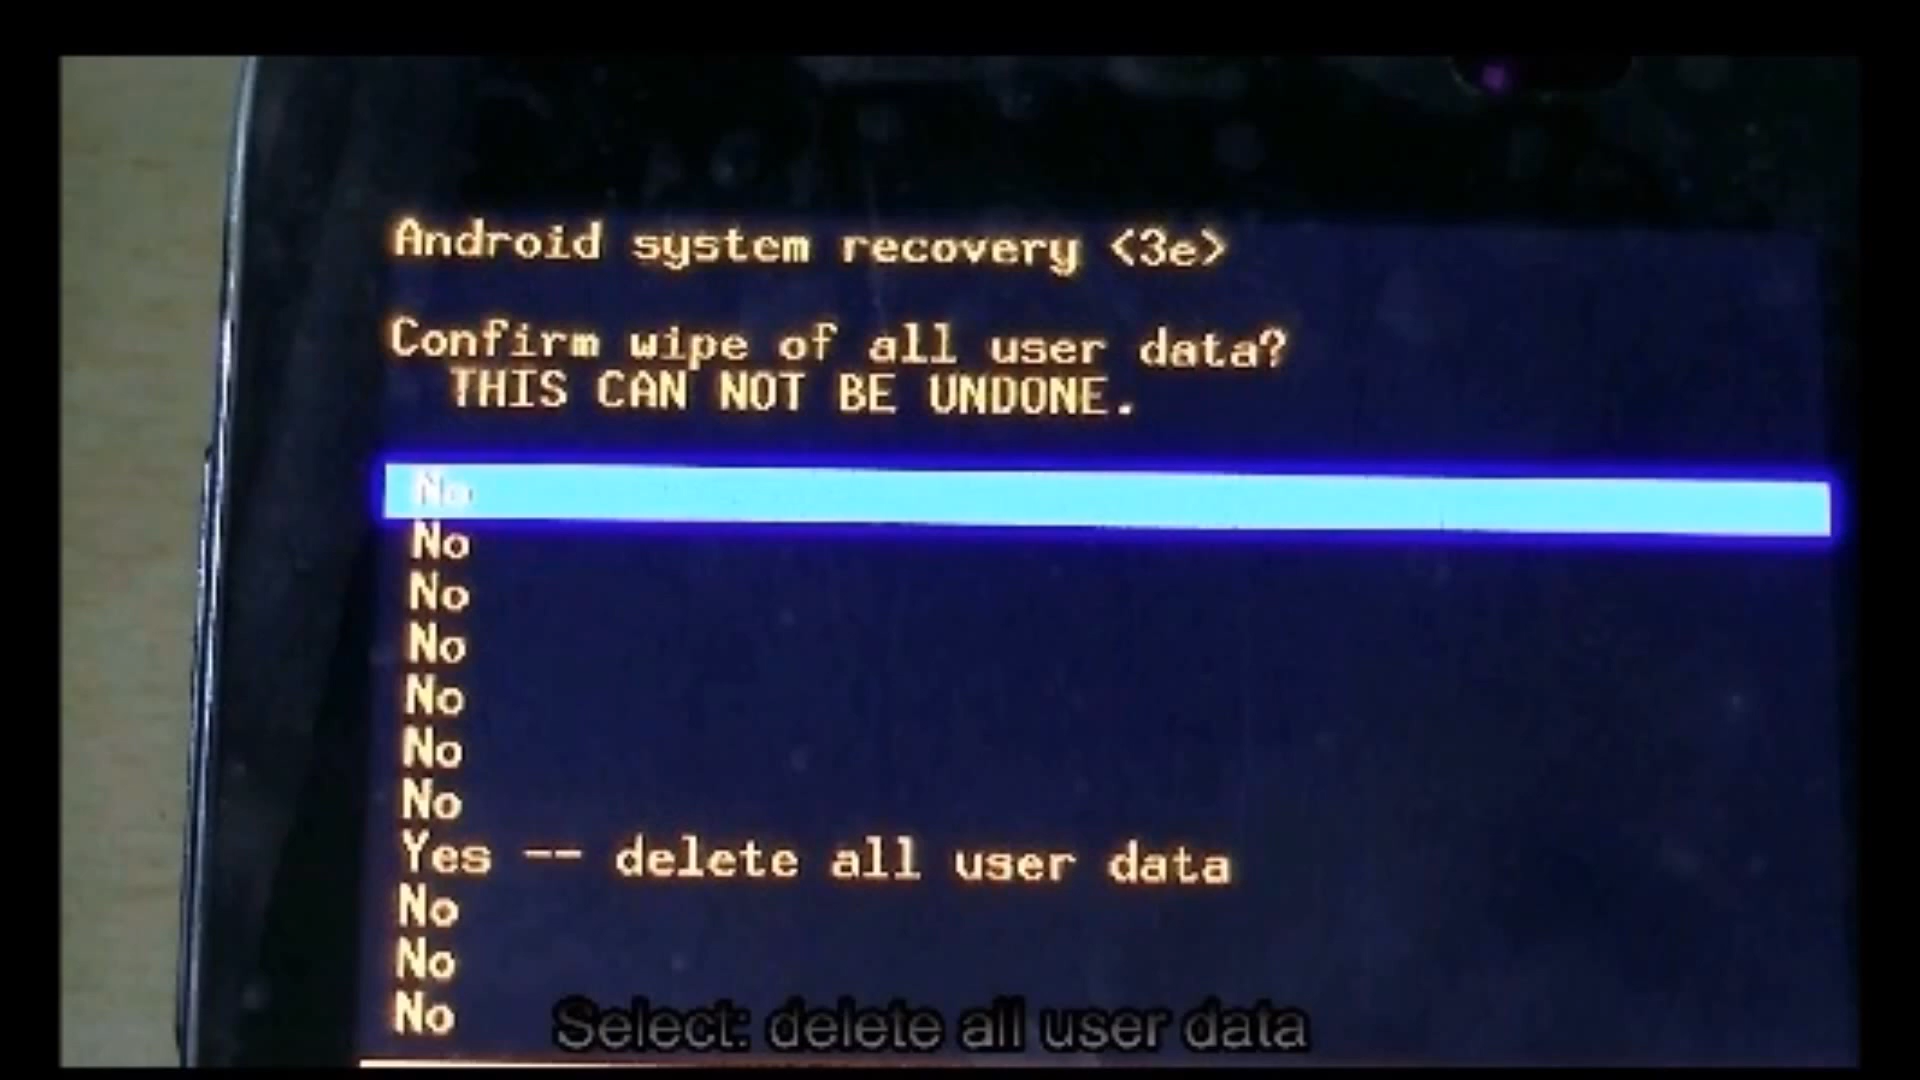 Android system recovery <3e>
Confirm wipe of all user data?
THIS CAN NOT BE UNDONE.
No
No
No
No
No
No
No
Yes -- delete all user data
No
No
No
Select: delete all user data